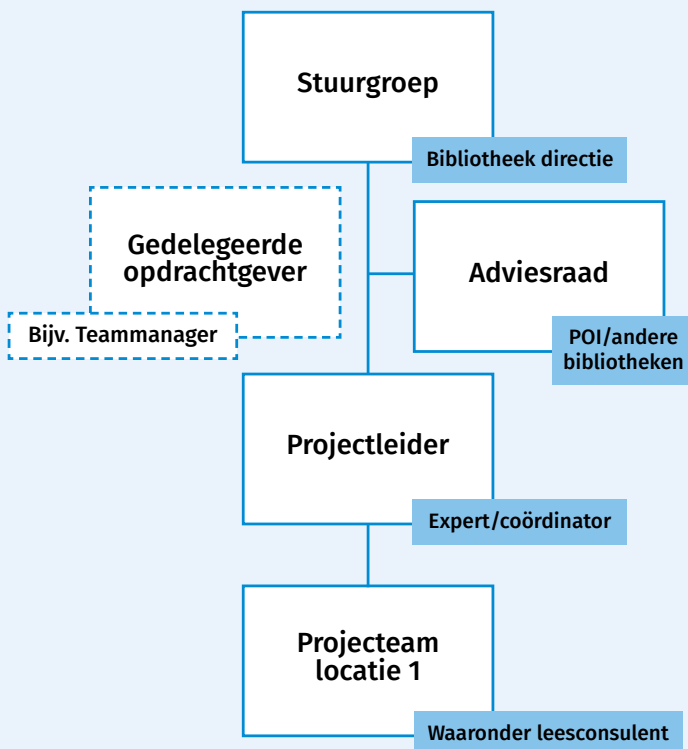 Stuurgroep
Bibliotheek directie
Gedelegeerde
opdrachtgever
Bijv. Teammanager
Adviesraad
POI/andere
bibliotheken
Projectleider
Expert/coördinator
Projecteam
locatie 1
Waaronder leesconsulent